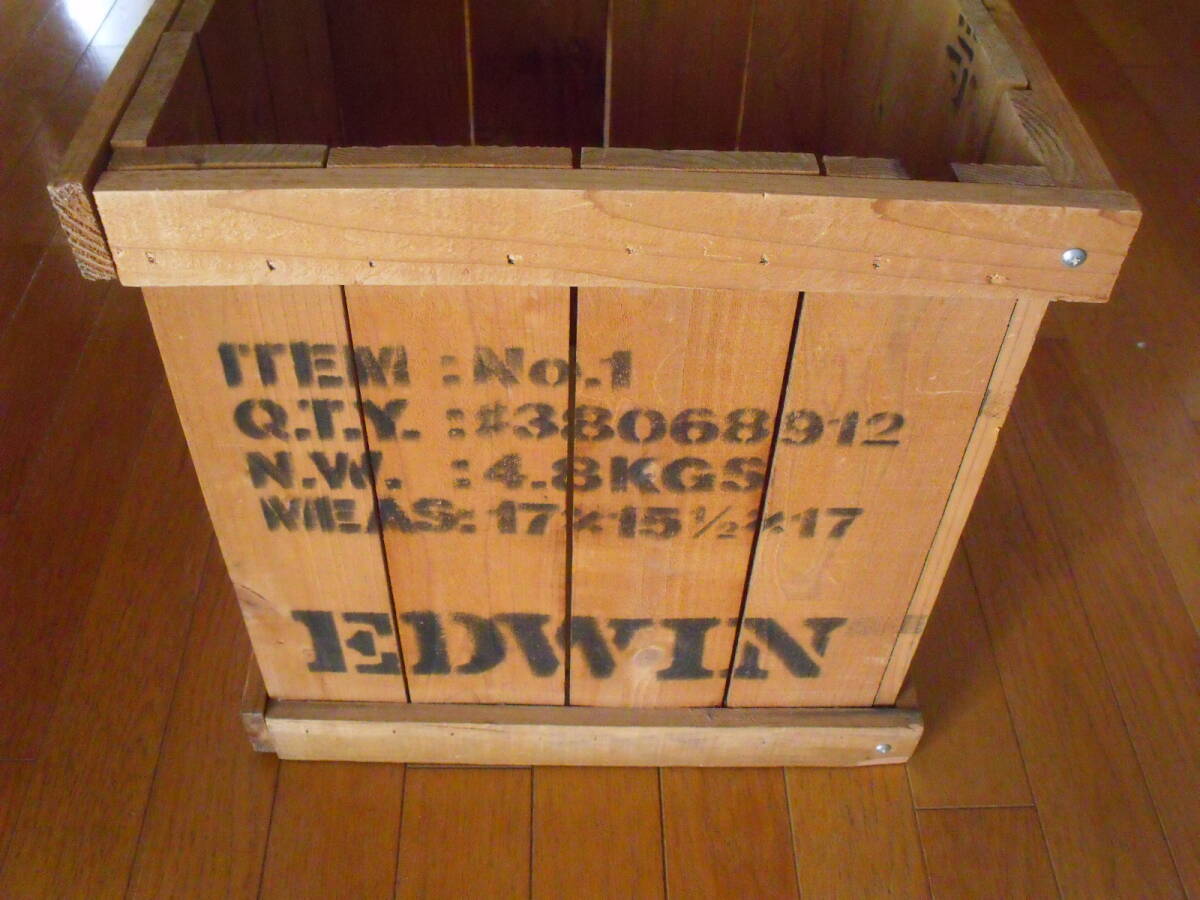 ITEM : No.1
Q.T.Y. : #38068912
N.W. : 4.8KGS
MEAS: 17×15½×17
EDWIN